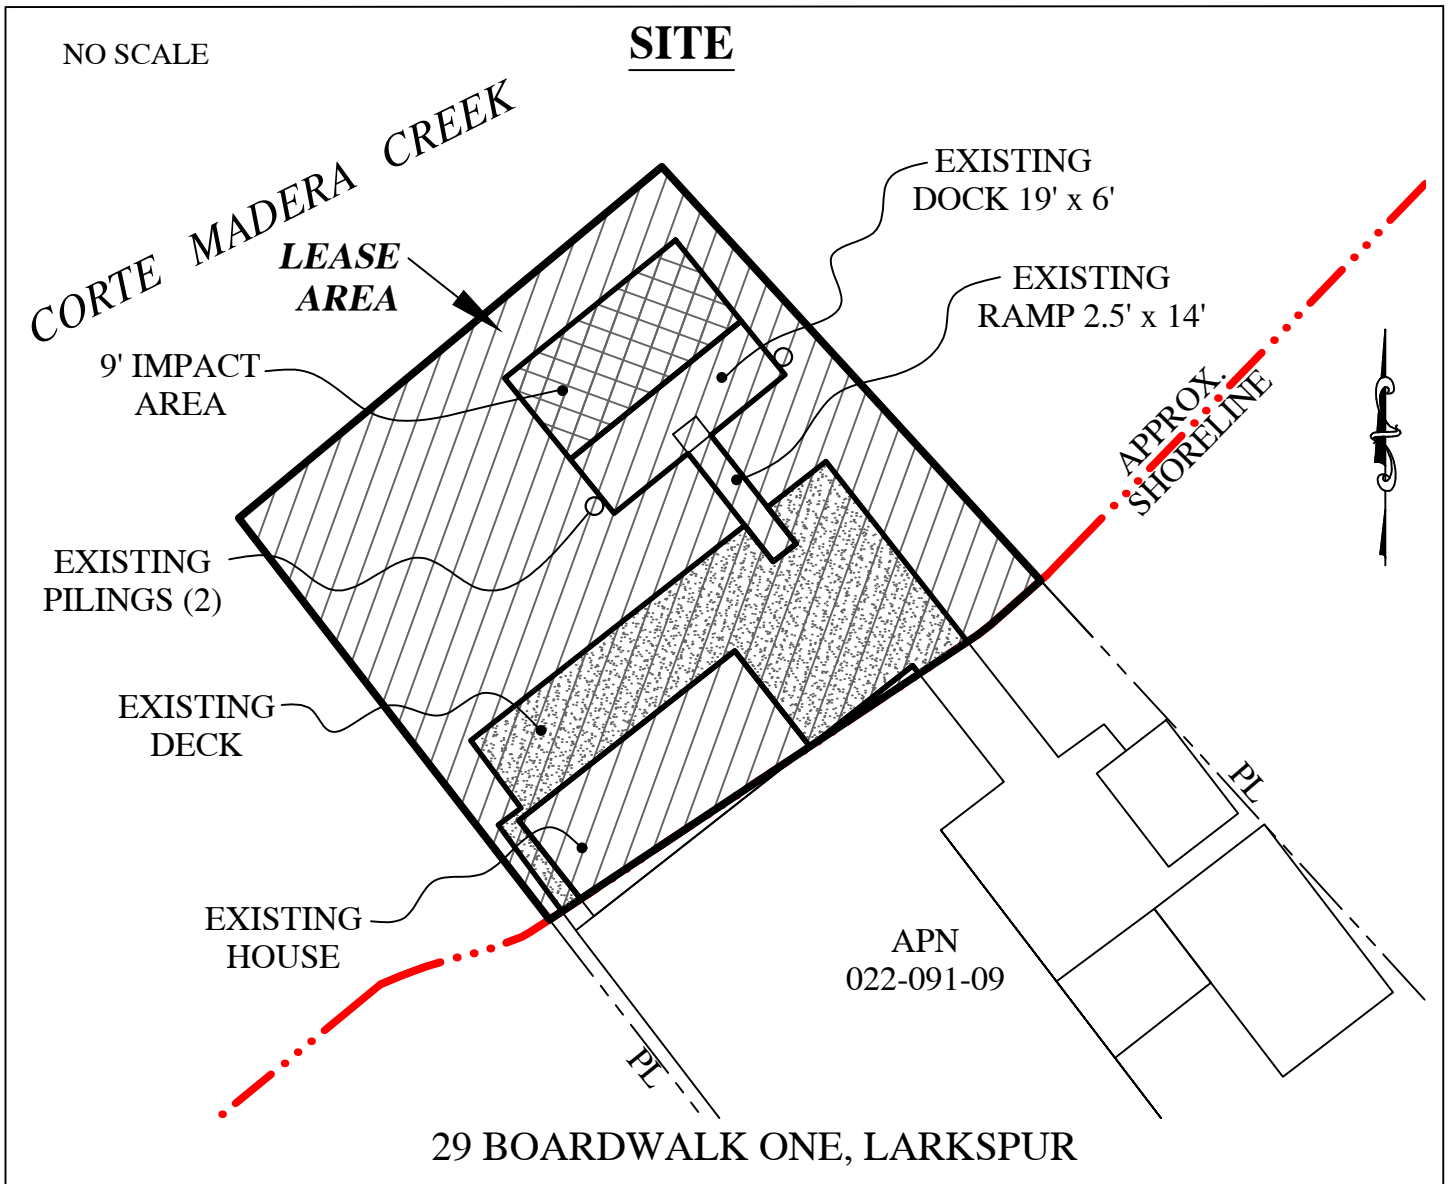 SITE
NO SCALE
CORTE MADERA CREEK
LEASE
AREA
EXISTING
DOCK 19' x 6'
EXISTING
RAMP 2.5' x 14'
9' IMPACT
AREA
APPROX.
SHORELINE
EXISTING
PILINGS (2)
EXISTING
DECK
PL
EXISTING
HOUSE
APN
022-091-09
PL
29 BOARDWALK ONE, LARKSPUR